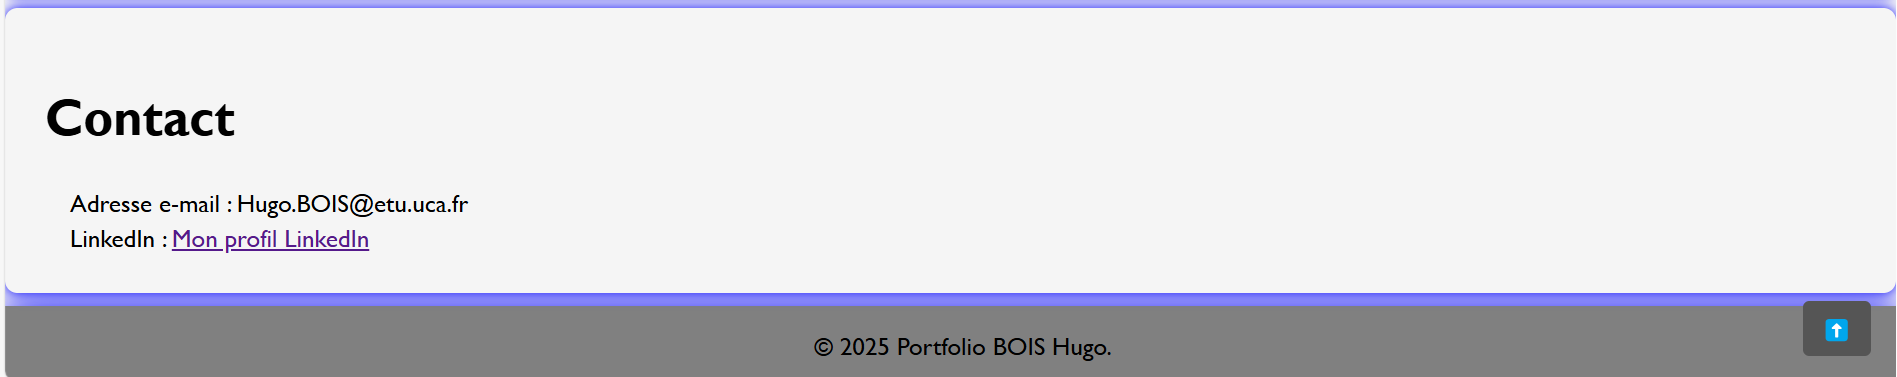 Contact
Adresse e-mail : Hugo.BOIS@etu.uca.fr
LinkedIn : Mon profil LinkedIn
© 2025 Portfolio BOIS Hugo.